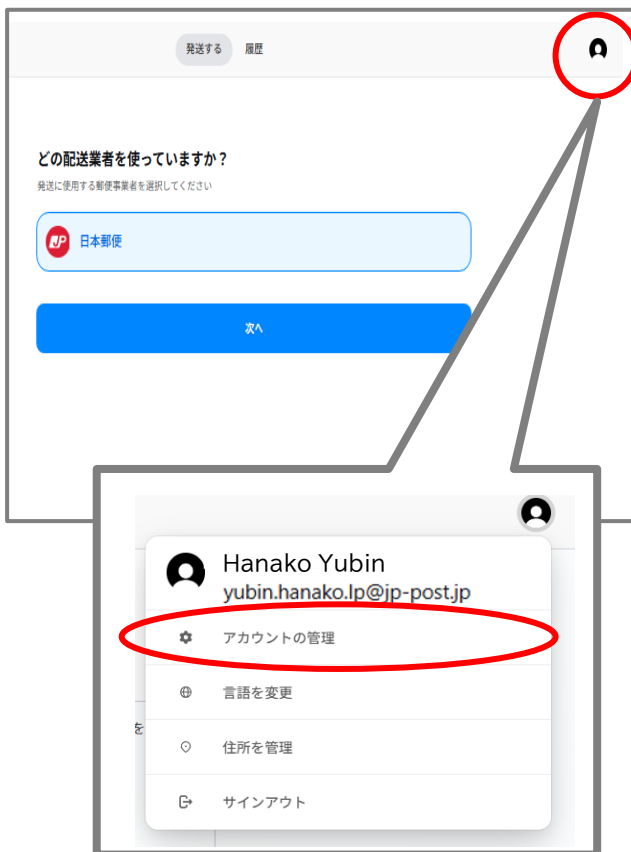 発送する 履歴
どの配送業者を使っていますか？
発送に使用する郵便事業者を選択してください
JP 日本郵便
次へ
Hanako Yubin
yubin.hanako.lp@jp-post.jp
アカウントの管理
言語を変更
を
住所を管理
サインアウト